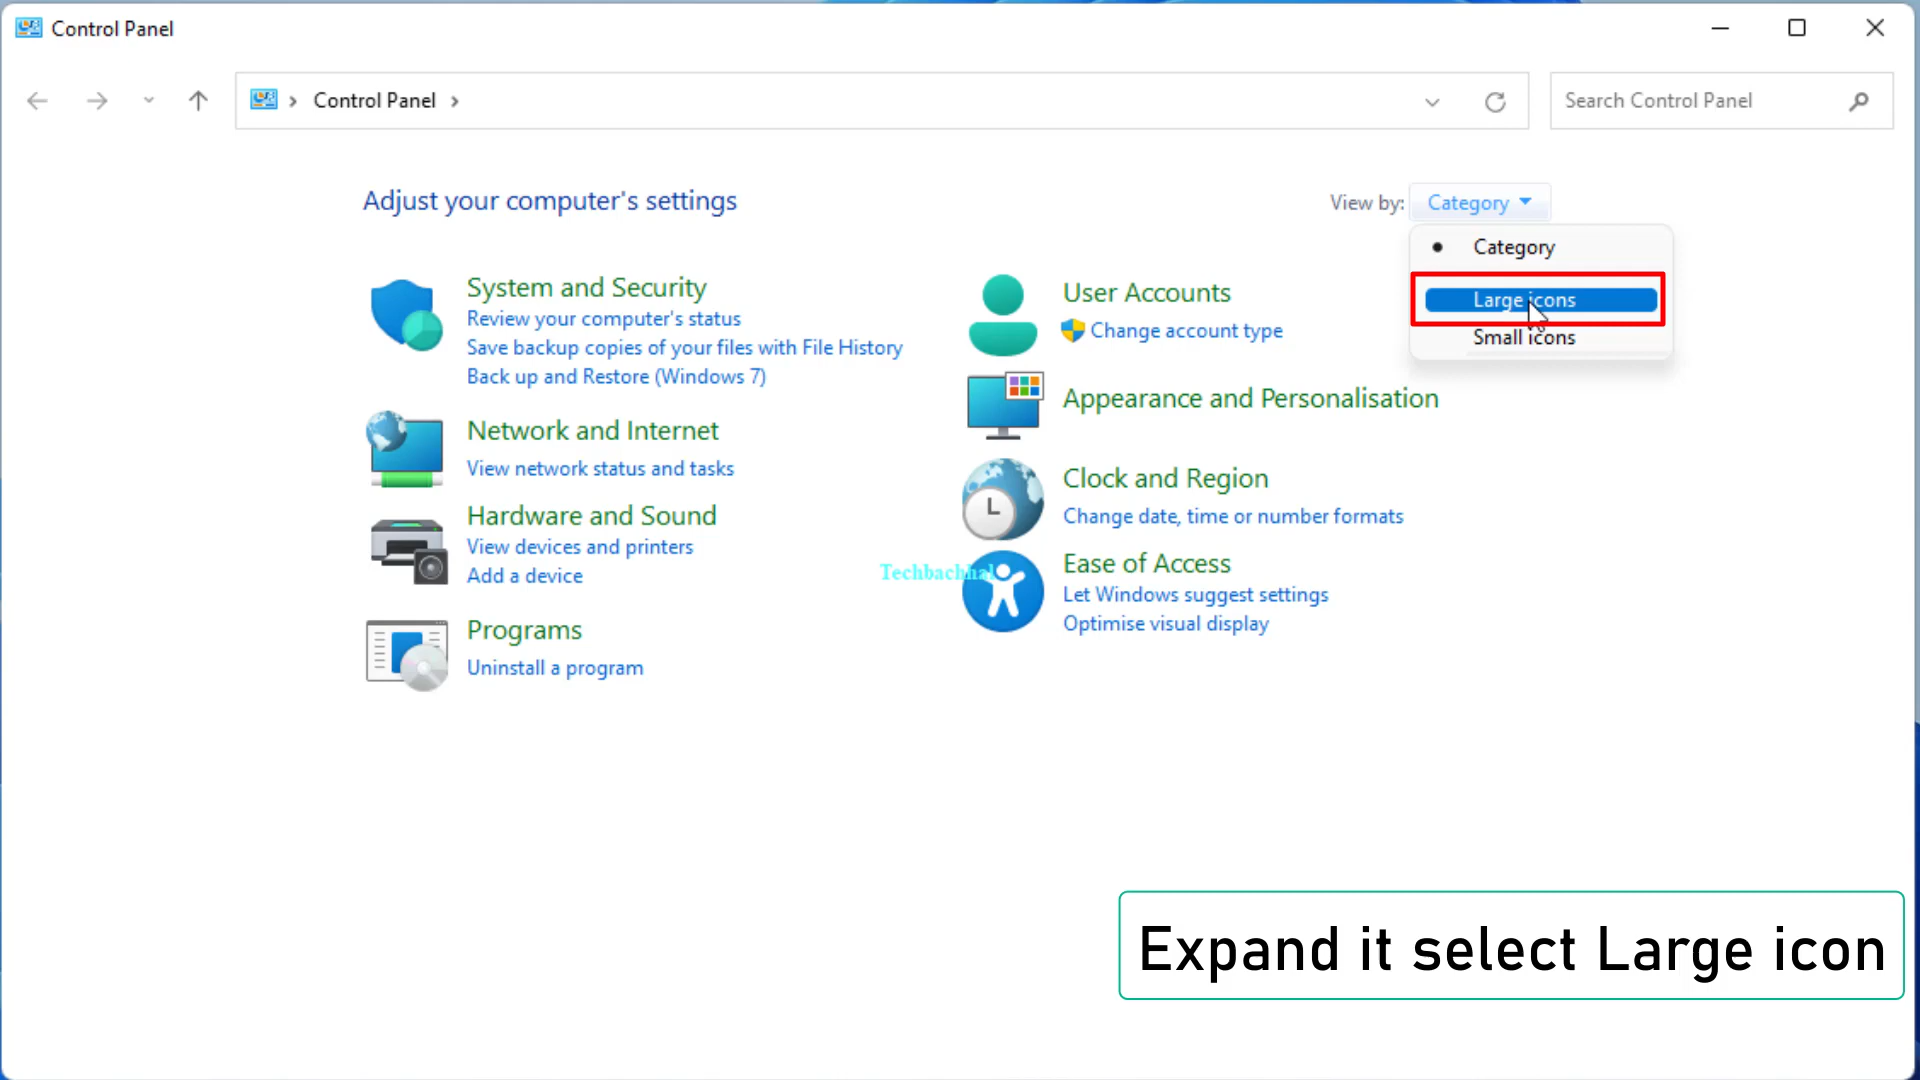 Control Panel
Control Panel
Search Control Panel
Adjust your computer's settings
View by: Category
Category
Large icons
Small icons
System and Security
Review your computer's status
Save backup copies of your files with File History
Back up and Restore (Windows 7)
Network and Internet
View network status and tasks
Hardware and Sound
View devices and printers
Add a device
Programs
Uninstall a program
User Accounts
Change account type
Appearance and Personalisation
Clock and Region
Change date, time or number formats
Ease of Access
Let Windows suggest settings
Optimise visual display
Techbachhal
Expand it select Large icon